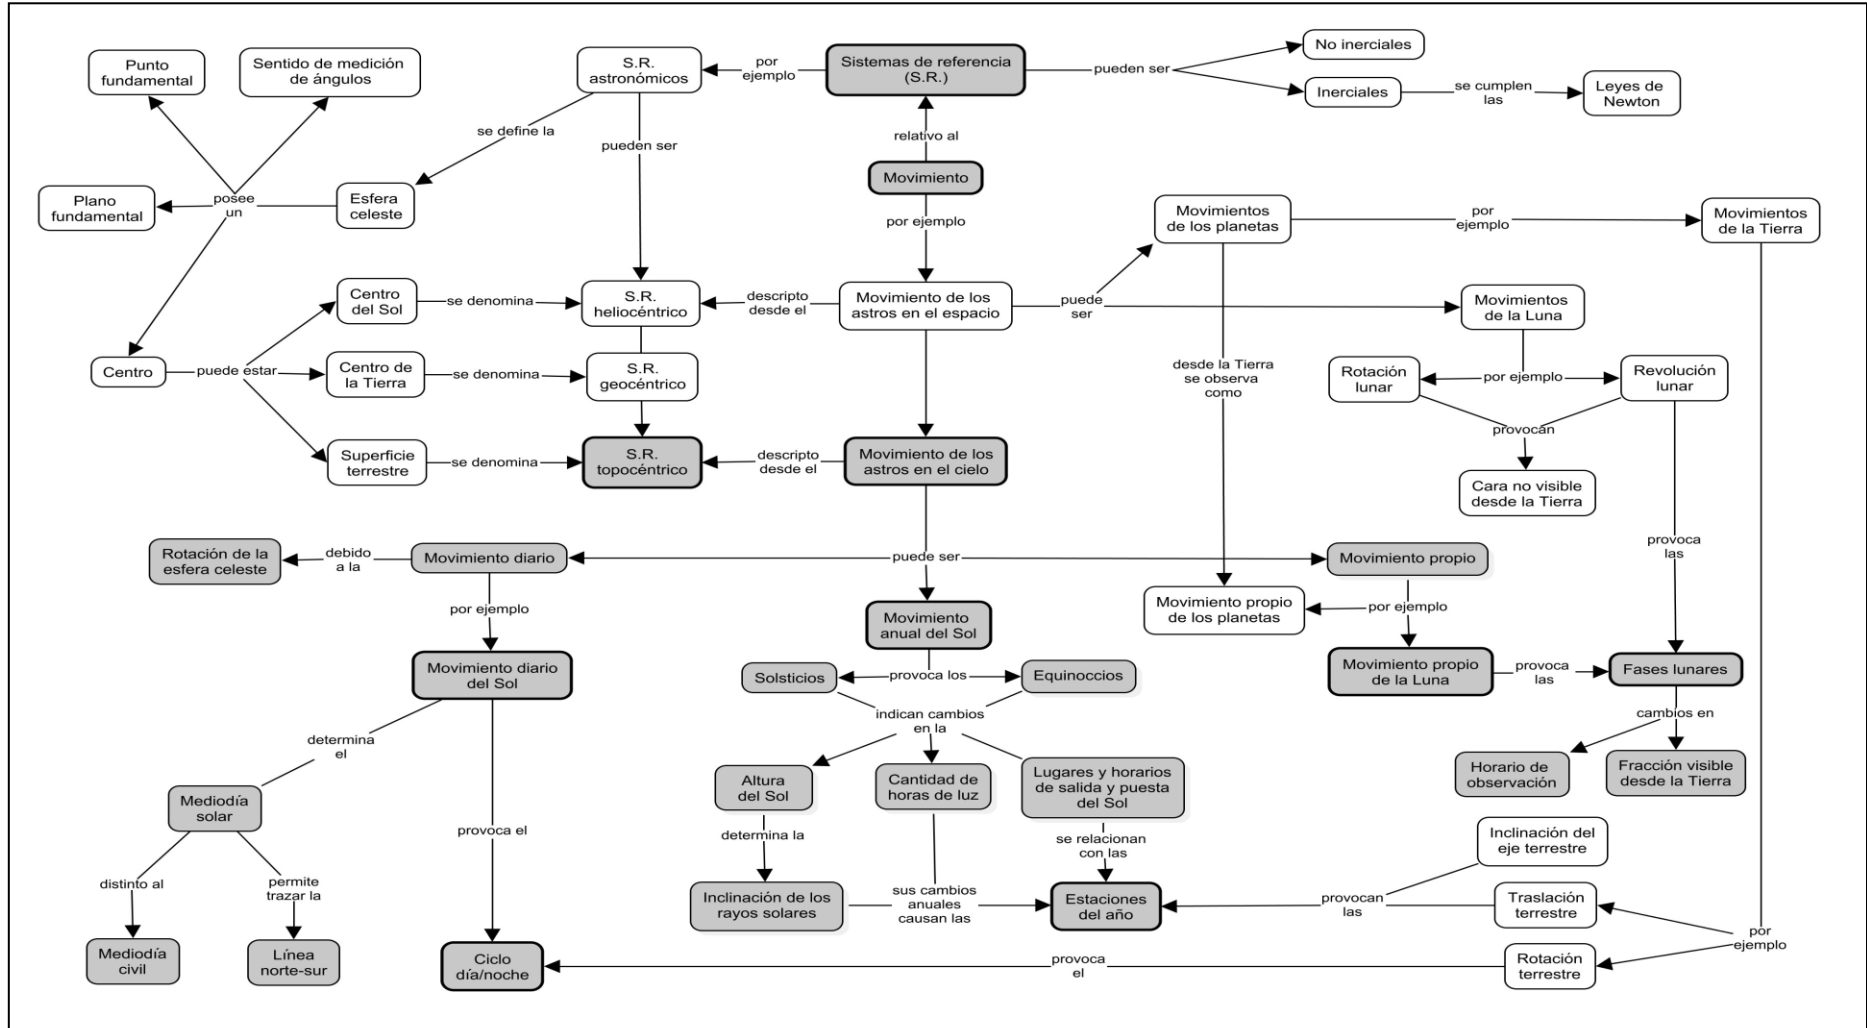 Punto
fundamental
Sentido de medición
de ángulos
S.R.
astronómicos
por
ejemplo
Sistemas de referencia
(S.R.)
pueden ser
No inerciales
Inerciales
se cumplen
las
Leyes de
Newton
se define la
pueden ser
relativo al
Movimiento
Plano
fundamental
posee
un
Esfera
celeste
por ejemplo
Movimientos
de los planetas
por
ejemplo
Movimientos
de la Tierra
Centro
del Sol
se denomina
S.R.
heliocéntrico
descripto
desde el
Movimiento de los
astros en el espacio
puede
ser
Movimientos
de la Luna
Centro
puede estar
Centro de
la Tierra
se denomina
S.R.
geocéntrico
desde la Tierra
se observa
como
Rotación
lunar
por ejemplo
Revolución
lunar
provocan
Superficie
terrestre
se denomina
S.R.
topocéntrico
descripto
desde el
Movimiento de los
astros en el cielo
Cara no visible
desde la Tierra
Rotación de la
esfera celeste
debido
a la
Movimiento diario
puede ser
Movimiento propio
provoca
las
por ejemplo
Movimiento
anual del Sol
Movimiento propio
de los planetas
por ejemplo
Movimiento diario
del Sol
Solsticios
provoca los
Equinoccios
Movimiento propio
de la Luna
provoca
las
Fases lunares
indican cambios
en la
cambios en
determina
el
Altura
del Sol
Cantidad de
horas de luz
Lugares y horarios
de salida y puesta
del Sol
Horario de
observación
Fracción visible
desde la Tierra
Mediodía
solar
provoca el
determina la
se relacionan
con las
Inclinación del
eje terrestre
distinto al
permite
trazar la
Inclinación de los
rayos solares
sus cambios
anuales
causan las
Estaciones
del año
provocan
las
Traslación
terrestre
por
ejemplo
Mediodía
civil
Línea
norte-sur
Ciclo
día/noche
provoca
el
Rotación
terrestre